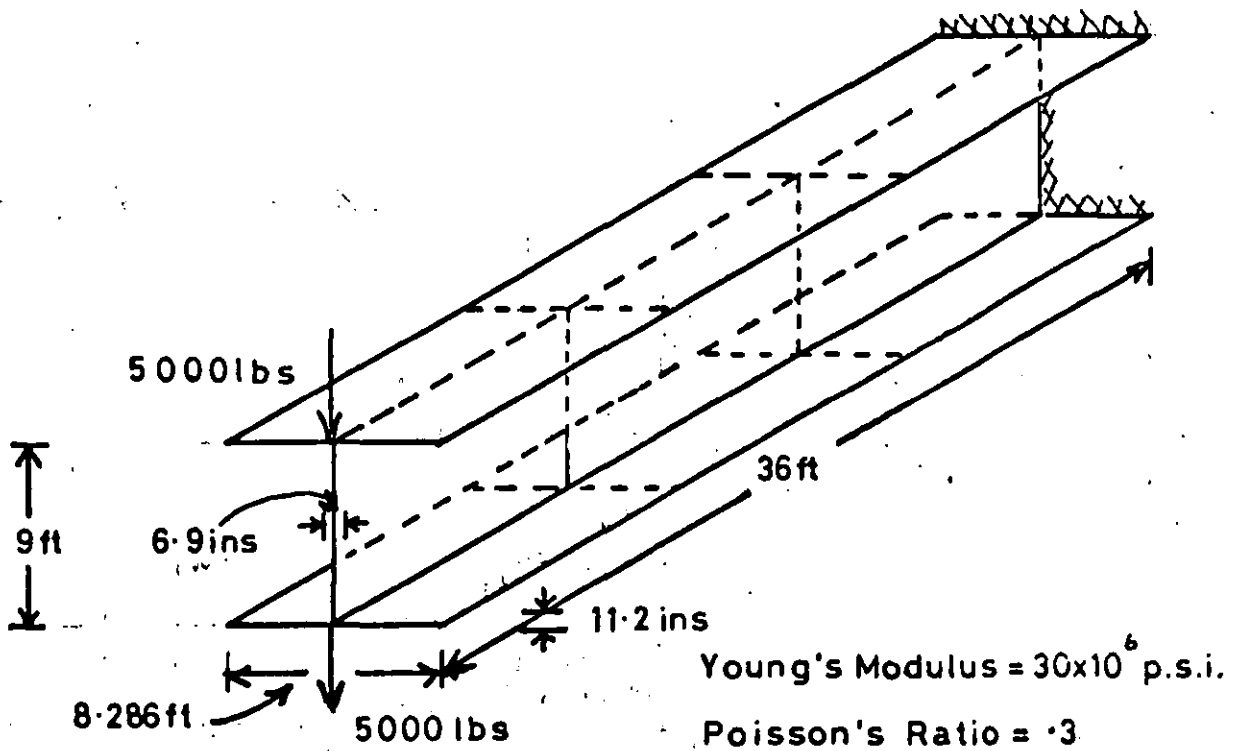 5000lbs
36ft
9ft
6.9ins
11.2 ins
Young's Modulus = 30x10⁶ p.s.i.
8.286ft
5000 lbs
Poisson's Ratio = .3